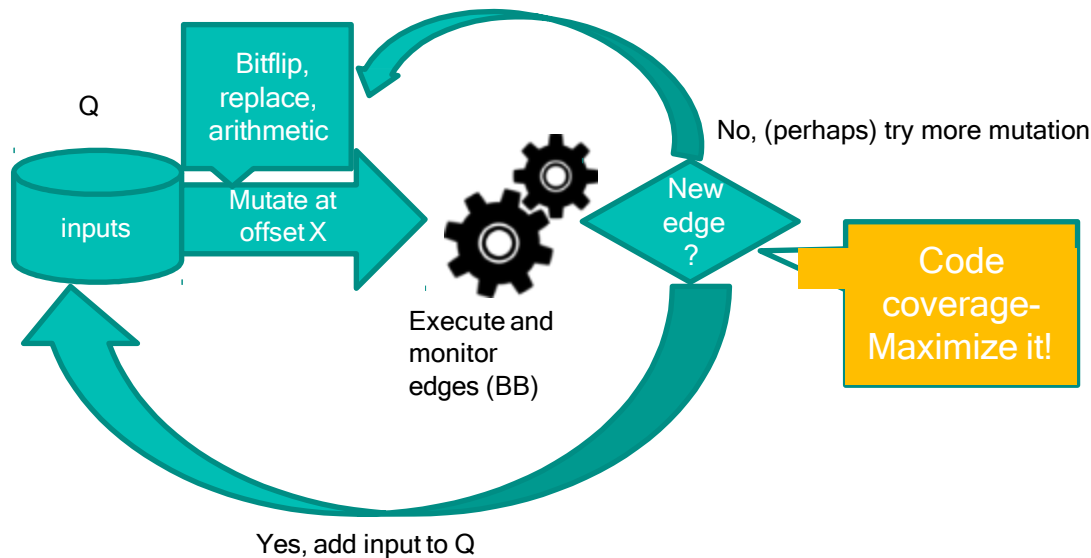 Bitflip,
replace,
arithmetic
Q
No, (perhaps) try more mutation
inputs
Mutate at
offset X
New
edge
?
Code
coverage-
Maximize it!
Execute and
monitor
edges (BB)
Yes, add input to Q